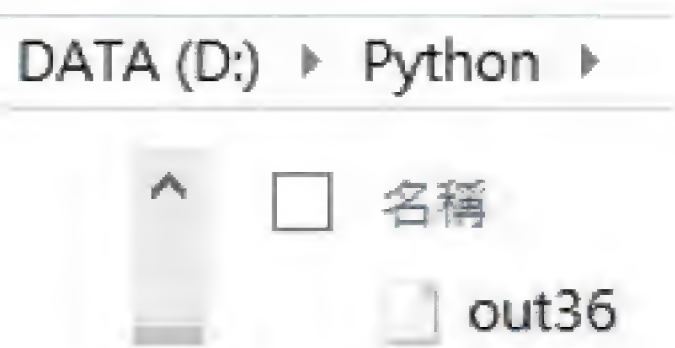 DATA (D:) ▸ Python ▸
名稱
out36